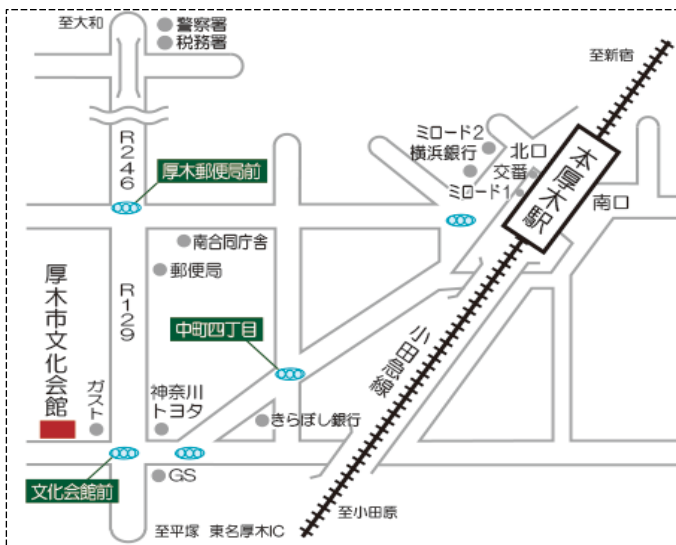 至大和
警察署
税務署
至新宿
R246
ミロード2
横浜銀行
北口
交番
ミロード1
本厚木駅
南口
厚木郵便局前
南合同庁舎
郵便局
R129
厚木市文化会館
中町四丁目
小田急線
ガスト
神奈川
トヨタ
きらぼし銀行
文化会館前
GS
至小田原
至平塚 東名厚木IC